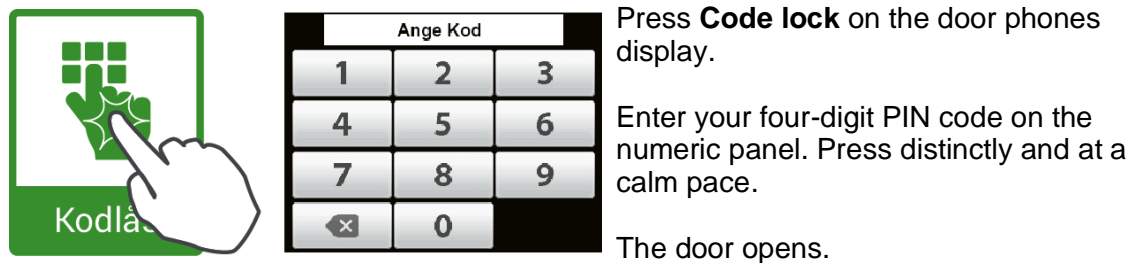 Kodlås
Ange Kod
1 2 3
4 5 6
7 8 9
0
Press Code lock on the door phones
display.
Enter your four-digit PIN code on the
numeric panel. Press distinctly and at a
calm pace.
The door opens.